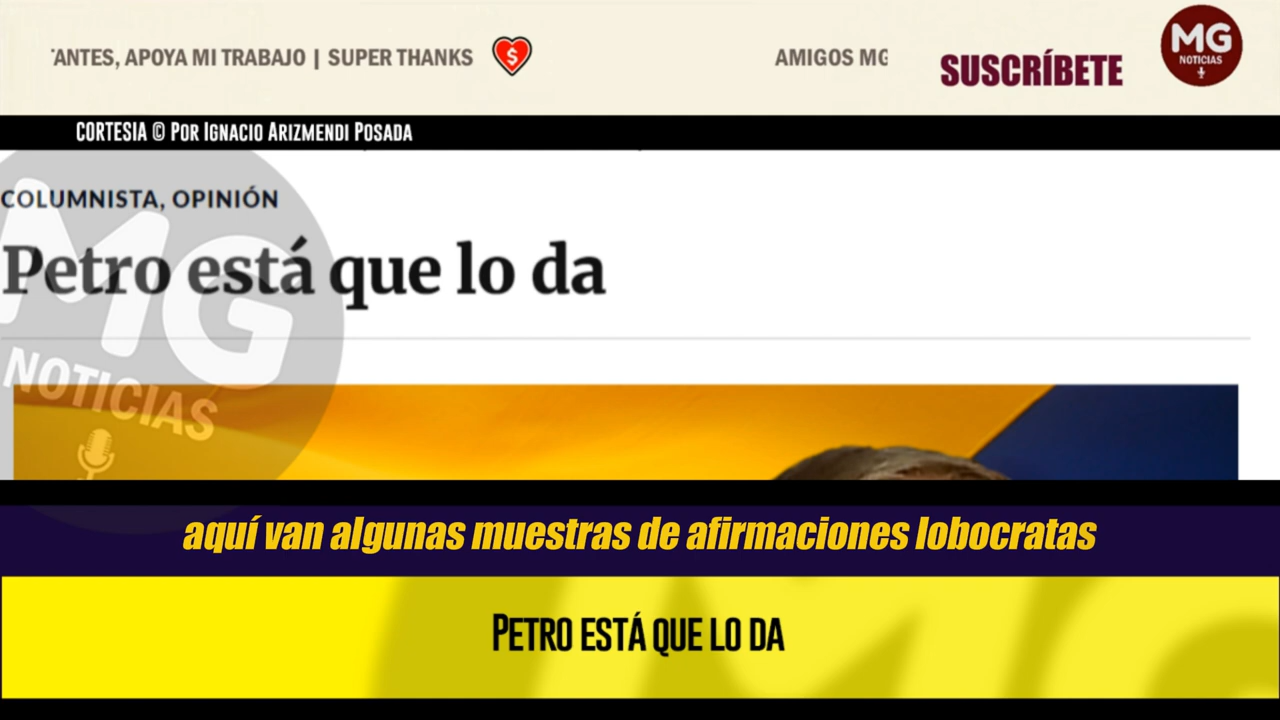 TANTES, APOYA MI TRABAJO | SUPER THANKS
AMIGOS MG
SUSCRÍBETE
MG
NOTICIAS
CORTESIA © POR IGNACIO ARIZMENDI POSADA
COLUMNISTA, OPINIÓN
Petro está que lo da
MG
NOTICIAS
aquí van algunas muestras de afirmaciones lobocratas
PETRO ESTÁ QUE LO DA